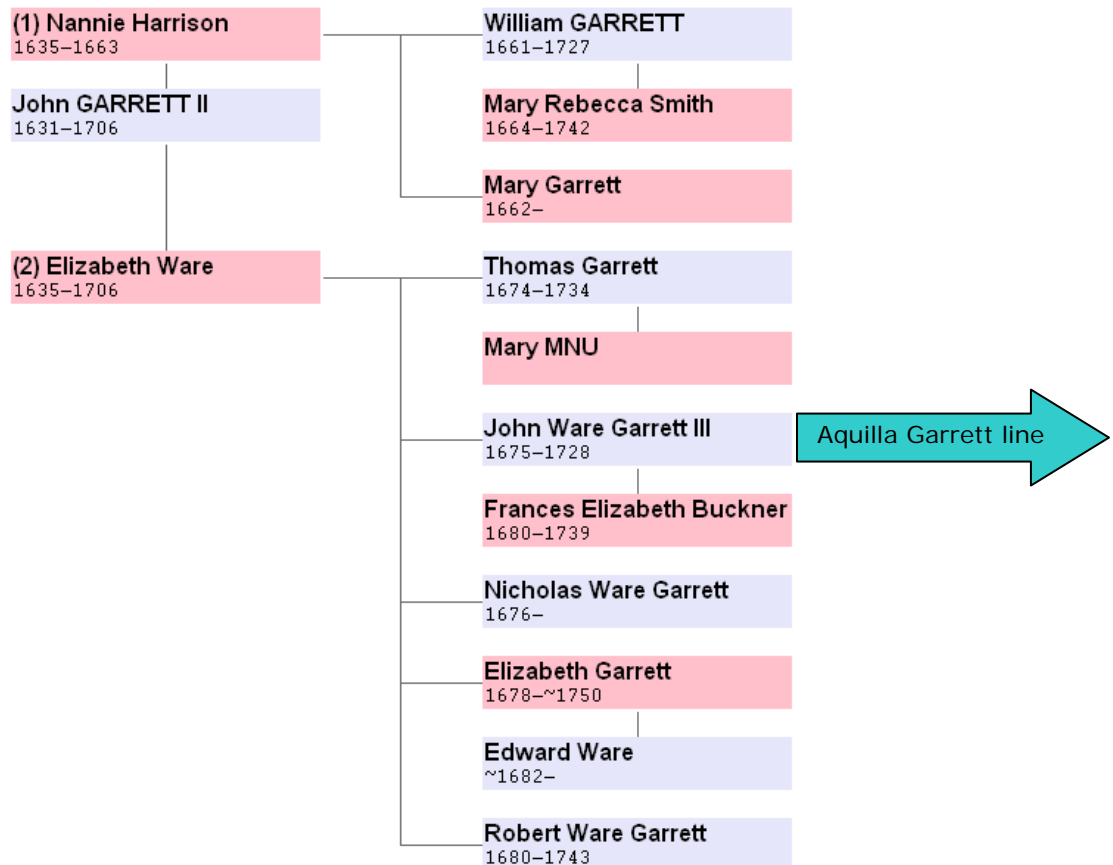 (1) Nannie Harrison
1635–1663
John GARRETT II
1631–1706
(2) Elizabeth Ware
1635–1706
William GARRETT
1661–1727
Mary Rebecca Smith
1664–1742
Mary Garrett
1662–
Thomas Garrett
1674–1734
Mary MNU
John Ware Garrett III
1675–1728
Aquilla Garrett line
Frances Elizabeth Buckner
1680–1739
Nicholas Ware Garrett
1676–
Elizabeth Garrett
1678–~1750
Edward Ware
~1682–
Robert Ware Garrett
1680–1743